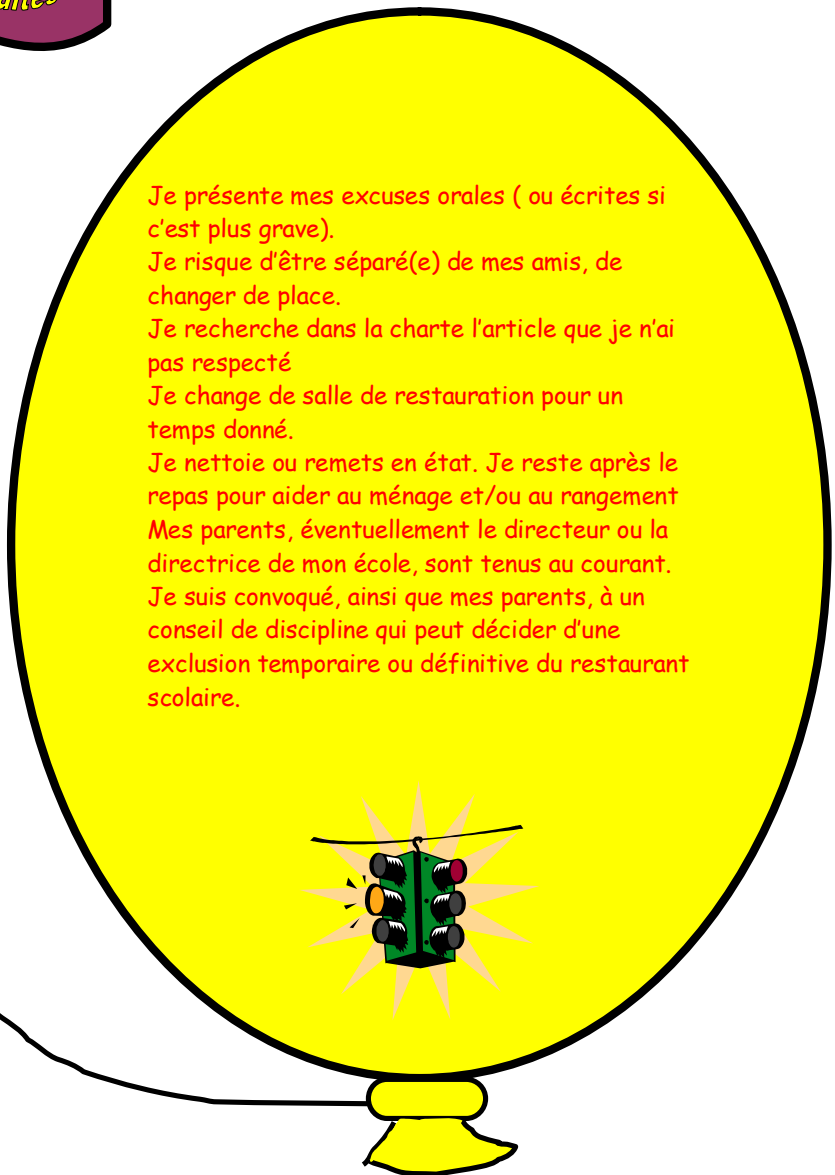 Je présente mes excuses orales ( ou écrites si
c'est plus grave).
Je risque d'être séparé(e) de mes amis, de
changer de place.
Je recherche dans la charte l'article que je n'ai
pas respecté
Je change de salle de restauration pour un
temps donné.
Je nettoie ou remets en état. Je reste après le
repas pour aider au ménage et/ou au rangement
Mes parents, éventuellement le directeur ou la
directrice de mon école, sont tenus au courant.
Je suis convoqué, ainsi que mes parents, à un
conseil de discipline qui peut décider d'une
exclusion temporaire ou définitive du restaurant
scolaire.